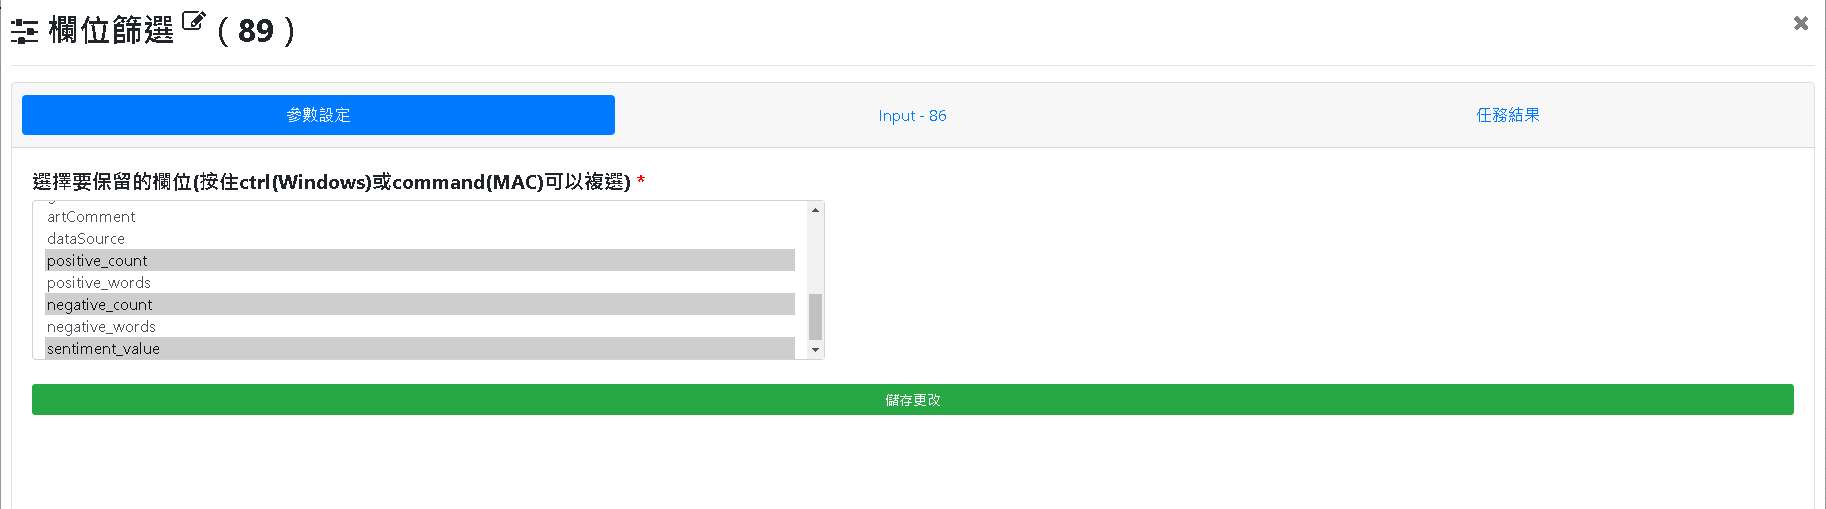 欄位篩選 ( 89 )
參數設定
Input - 86
任務結果
選擇要保留的欄位(按住ctrl(Windows)或command(MAC)可以複選) *
artComment
dataSource
positive_count
positive_words
negative_count
negative_words
sentiment_value
儲存更改